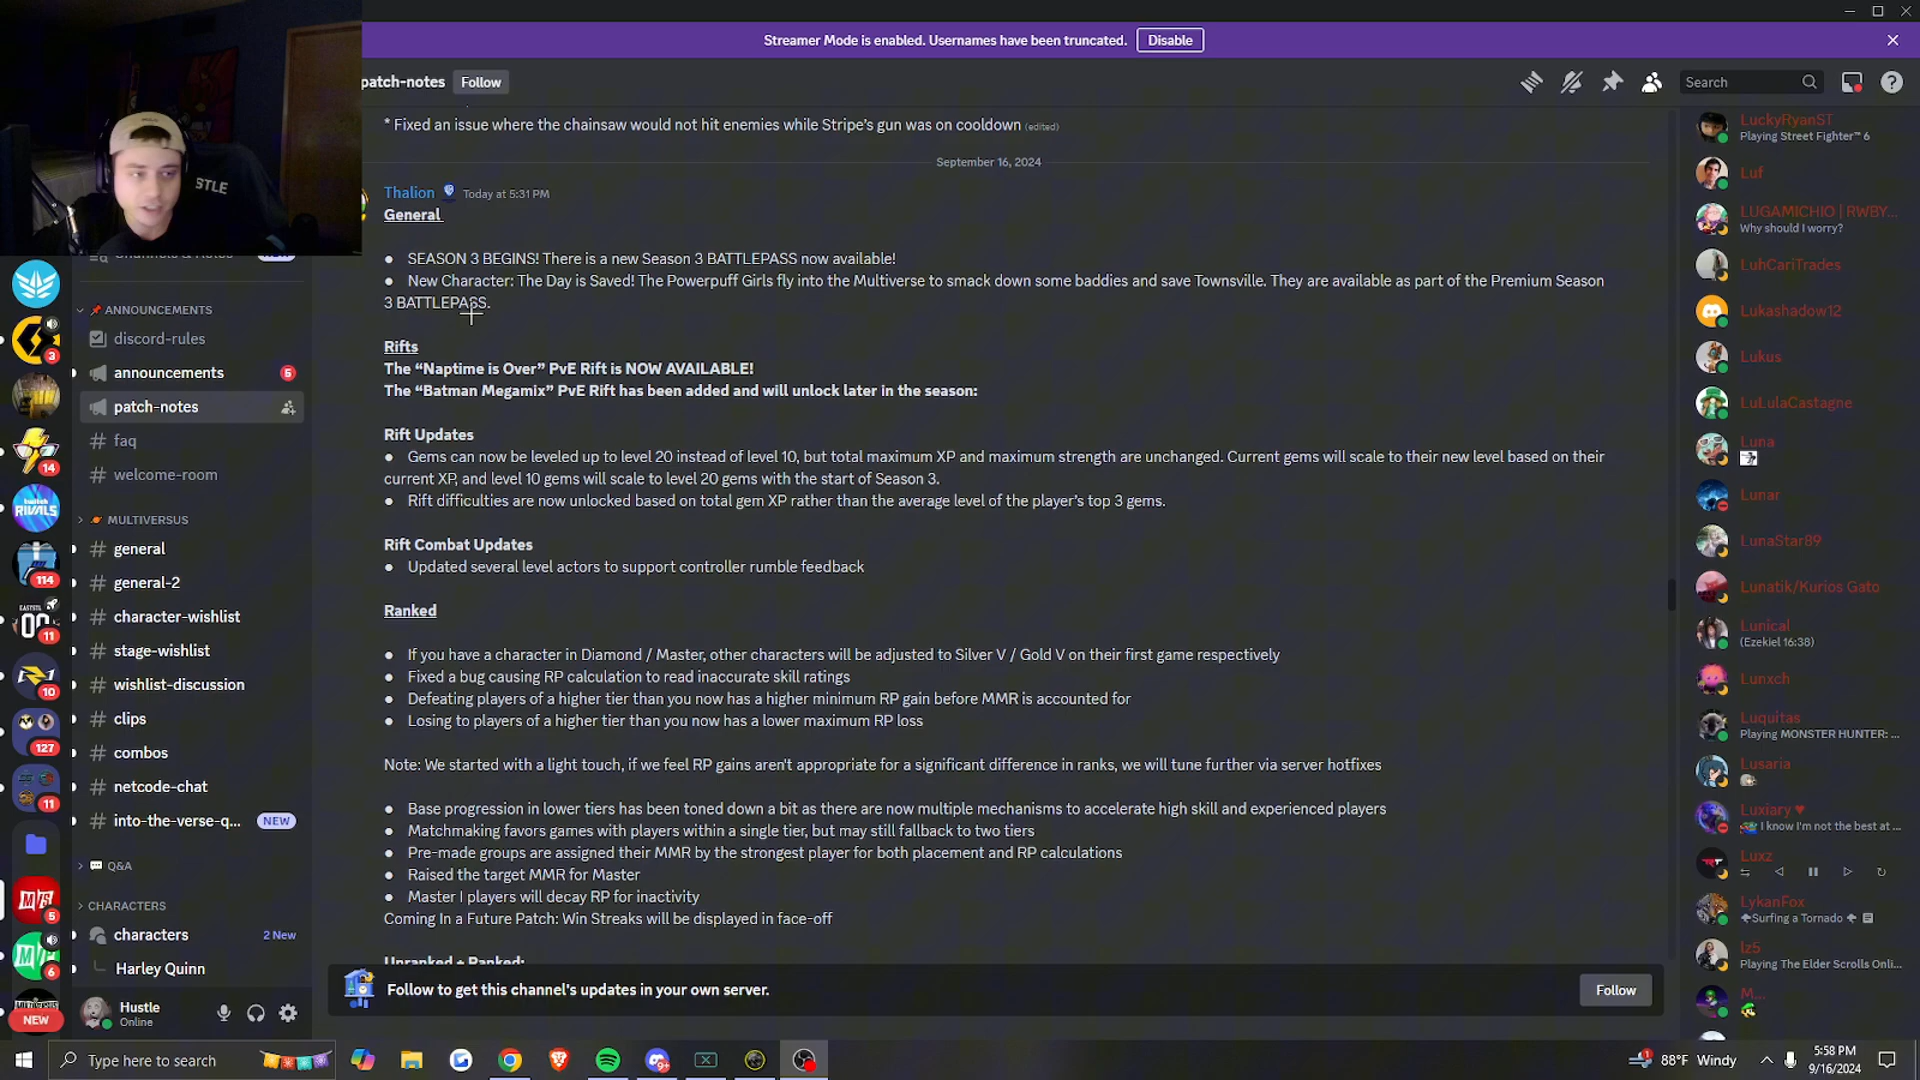 Streamer Mode is enabled. Usernames have been truncated. Disable
patch-notes Follow
Search
* Fixed an issue where the chainsaw would not hit enemies while Stripe's gun was on cooldown (edited)
September 16, 2024
Thalion Today at 5:31 PM
General
● SEASON 3 BEGINS! There is a new Season 3 BATTLEPASS now available!
● New Character: The Day is Saved! The Powerpuff Girls fly into the Multiverse to smack down some baddies and save Townsville. They are available as part of the Premium Season
3 BATTLEPASS.
Rifts
The “Naptime is Over” PvE Rift is NOW AVAILABLE!
The “Batman Megamix” PvE Rift has been added and will unlock later in the season:
Rift Updates
● Gems can now be leveled up to level 20 instead of level 10, but total maximum XP and maximum strength are unchanged. Current gems will scale to their new level based on their
current XP, and level 10 gems will scale to level 20 gems with the start of Season 3.
● Rift difficulties are now unlocked based on total gem XP rather than the average level of the player's top 3 gems.
Rift Combat Updates
● Updated several level actors to support controller rumble feedback
Ranked
● If you have a character in Diamond / Master, other characters will be adjusted to Silver V / Gold V on their first game respectively
● Fixed a bug causing RP calculation to read inaccurate skill ratings
● Defeating players of a higher tier than you now has a higher minimum RP gain before MMR is accounted for
● Losing to players of a higher tier than you now has a lower maximum RP loss
Note: We started with a light touch, if we feel RP gains aren't appropriate for a significant difference in ranks, we will tune further via server hotfixes
● Base progression in lower tiers has been toned down a bit as there are now multiple mechanisms to accelerate high skill and experienced players
● Matchmaking favors games with players within a single tier, but may still fallback to two tiers
● Pre-made groups are assigned their MMR by the strongest player for both placement and RP calculations
● Raised the target MMR for Master
● Master I players will decay RP for inactivity
Coming In a Future Patch: Win Streaks will be displayed in face-off
Unranked + Ranked:
Follow to get this channel's updates in your own server. Follow
STLE
ANNOUNCEMENTS
discord-rules
announcements 5
patch-notes
# faq
# welcome-room
MULTIVERSUS
# general
# general-2
# character-wishlist
# stage-wishlist
# wishlist-discussion
# clips
# combos
# netcode-chat
# into-the-verse-q... NEW
Q&A
CHARACTERS
characters 2 New
Harley Quinn
Hustle
Online
3
14
RIVALS
114
11
10
127
11
5
6
NEW
LuckyRyanST
Playing Street Fighter™ 6
Luf
LUGAMICHIO | RWBY...
Why should I worry?
LuhCariTrades
Lukashadow12
Lukus
LuLulaCastagne
Luna
Lunar
LunaStar89
Lunatik/Kurios Gato
Lunical
(Ezekiel 16:38)
Lunxch
Luquitas
Playing MONSTER HUNTER: ...
Lusaria
Luxiary ♥
I know I'm not the best at ...
Luxz
LykanFox
Surfing a Tornado
lz5
Playing The Elder Scrolls Onli...
M...
Type here to search
88°F Windy
5:58 PM
9/16/2024